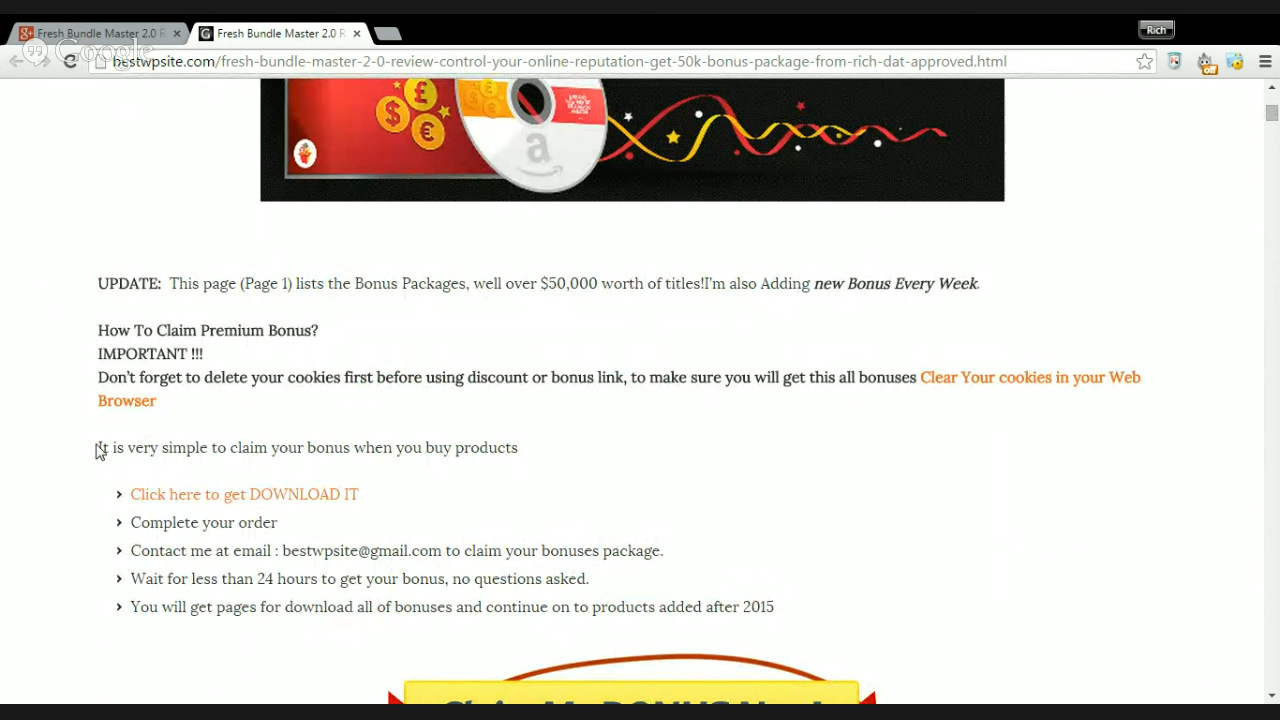 Fresh Bundle Master 2.0 R
Fresh Bundle Master 2.0 R
Rich
Google
bestwpsite.com/fresh-bundle-master-2-0-review-control-your-online-reputation-get-50k-bonus-package-from-rich-dat-approved.html
off
UPDATE: This page (Page 1) lists the Bonus Packages, well over $50,000 worth of titles!I'm also Adding new Bonus Every Week.
How To Claim Premium Bonus?
IMPORTANT !!!
Don't forget to delete your cookies first before using discount or bonus link, to make sure you will get this all bonuses Clear Your cookies in your Web
Browser
It is very simple to claim your bonus when you buy products
Click here to get DOWNLOAD IT
Complete your order
Contact me at email : bestwpsite@gmail.com to claim your bonuses package.
Wait for less than 24 hours to get your bonus, no questions asked.
You will get pages for download all of bonuses and continue on to products added after 2015
Claim My BONUS Now!